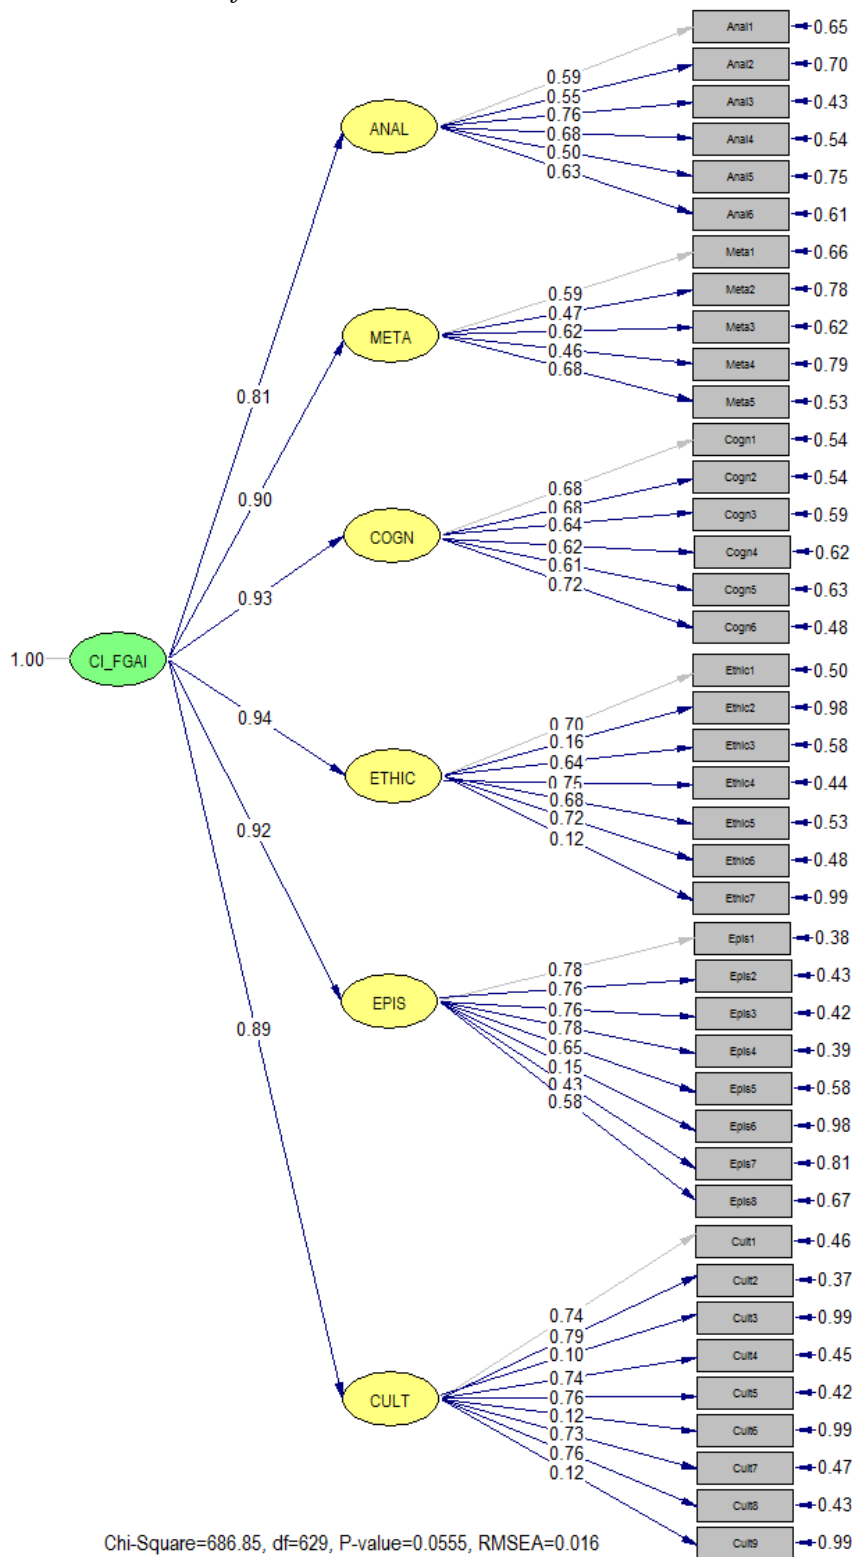 Anal1 0.65
Anal2 0.70
0.59
0.55
Anal3 0.43
0.76
ANAL
0.68
Anal4 0.54
0.50
0.63
Anal5 0.75
Anal6 0.61
Meta1 0.66
Meta2 0.78
0.59
0.47
META
0.62
Meta3 0.62
0.46
0.68
Meta4 0.79
0.81
Meta5 0.53
Cogn1 0.54
Cogn2 0.54
0.90
0.68
0.68
Cogn3 0.59
0.64
COGN
0.62
Cogn4 0.62
0.61
0.72
Cogn5 0.63
0.93
Cogn6 0.48
1.00 CI_FGAI
Ethic1 0.50
Ethic2 0.98
0.94
0.70
0.16
Ethic3 0.58
0.64
ETHIC
0.75
Ethic4 0.44
0.68
0.72
Ethic5 0.53
0.92
0.12
Ethic6 0.48
Ethic7 0.99
Epis1 0.38
0.78
Epis2 0.43
0.76
EPIS
0.76
Epis3 0.42
0.78
0.89
0.65
Epis4 0.39
0.15
0.43
Epis5 0.58
0.58
Epis6 0.98
Epis7 0.81
Epis8 0.67
Cult1 0.46
Cult2 0.37
0.74
Cult3 0.99
0.79
0.10
Cult4 0.45
0.74
CULT
0.76
Cult5 0.42
0.12
Cult6 0.99
0.73
0.76
Cult7 0.47
0.12
Cult8 0.43
Chi-Square=686.85, df=629, P-value=0.0555, RMSEA=0.016
Cult9 0.99